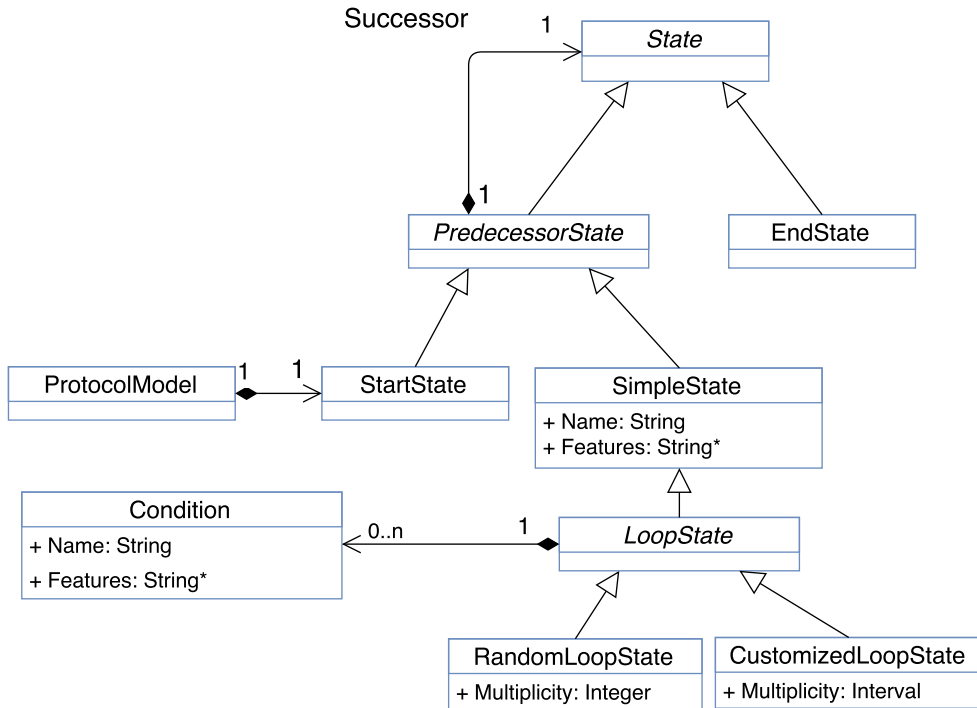 Successor
1
State
1
PredecessorState
EndState
ProtocolModel
1
1
StartState
SimpleState
+ Name: String
+ Features: String*
Condition
+ Name: String
+ Features: String*
0..n
1
LoopState
RandomLoopState
+ Multiplicity: Integer
CustomizedLoopState
+ Multiplicity: Interval